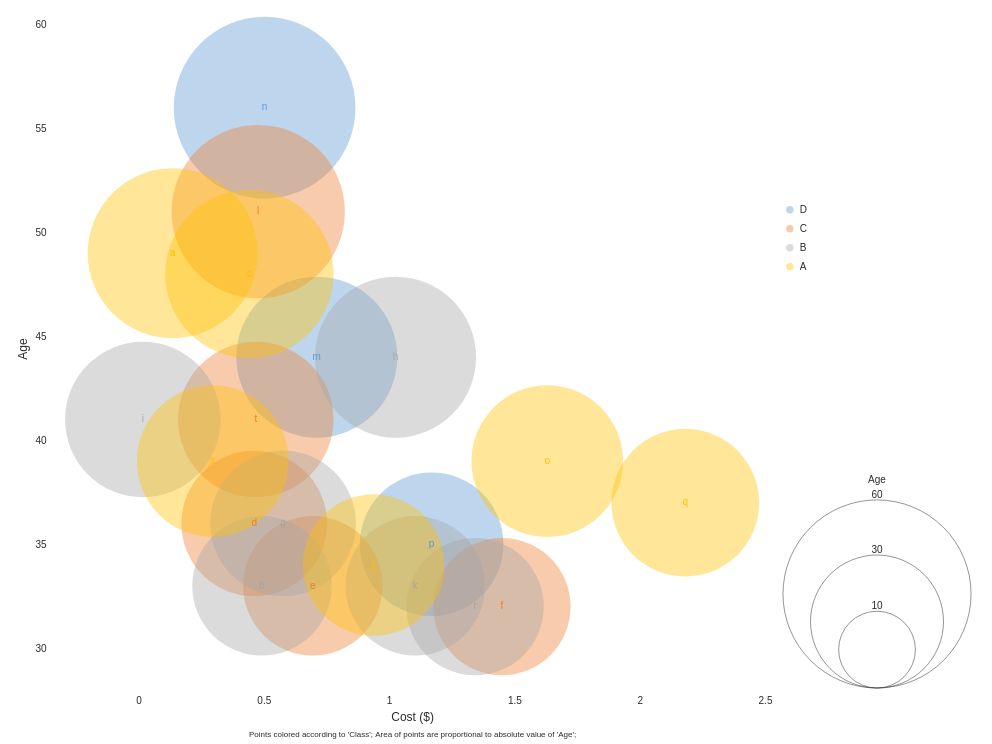 60
55
50
45
40
35
30
Age
n
l
a
m
h
i
t
o
q
d
g
p
b
e
k
f
0
0.5
1
1.5
2
2.5
Cost ($)
D
C
B
A
Age
60
30
10
Points colored according to 'Class'; Area of points are proportional to absolute value of 'Age';